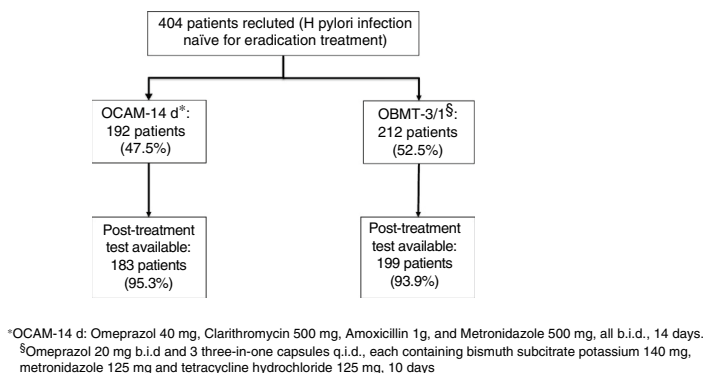 404 patients recluted (H pylori infection
naïve for eradication treatment)
OCAM-14 d*:
192 patients
(47.5%)
OBMT-3/1§:
212 patients
(52.5%)
Post-treatment
test available:
183 patients
(95.3%)
Post-treatment
test available:
199 patients
(93.9%)
*OCAM-14 d: Omeprazol 40 mg, Clarithromycin 500 mg, Amoxicillin 1g, and Metronidazole 500 mg, all b.i.d., 14 days.
§Omeprazol 20 mg b.i.d and 3 three-in-one capsules q.i.d., each containing bismuth subcitrate potassium 140 mg,
metronidazole 125 mg and tetracycline hydrochloride 125 mg, 10 days